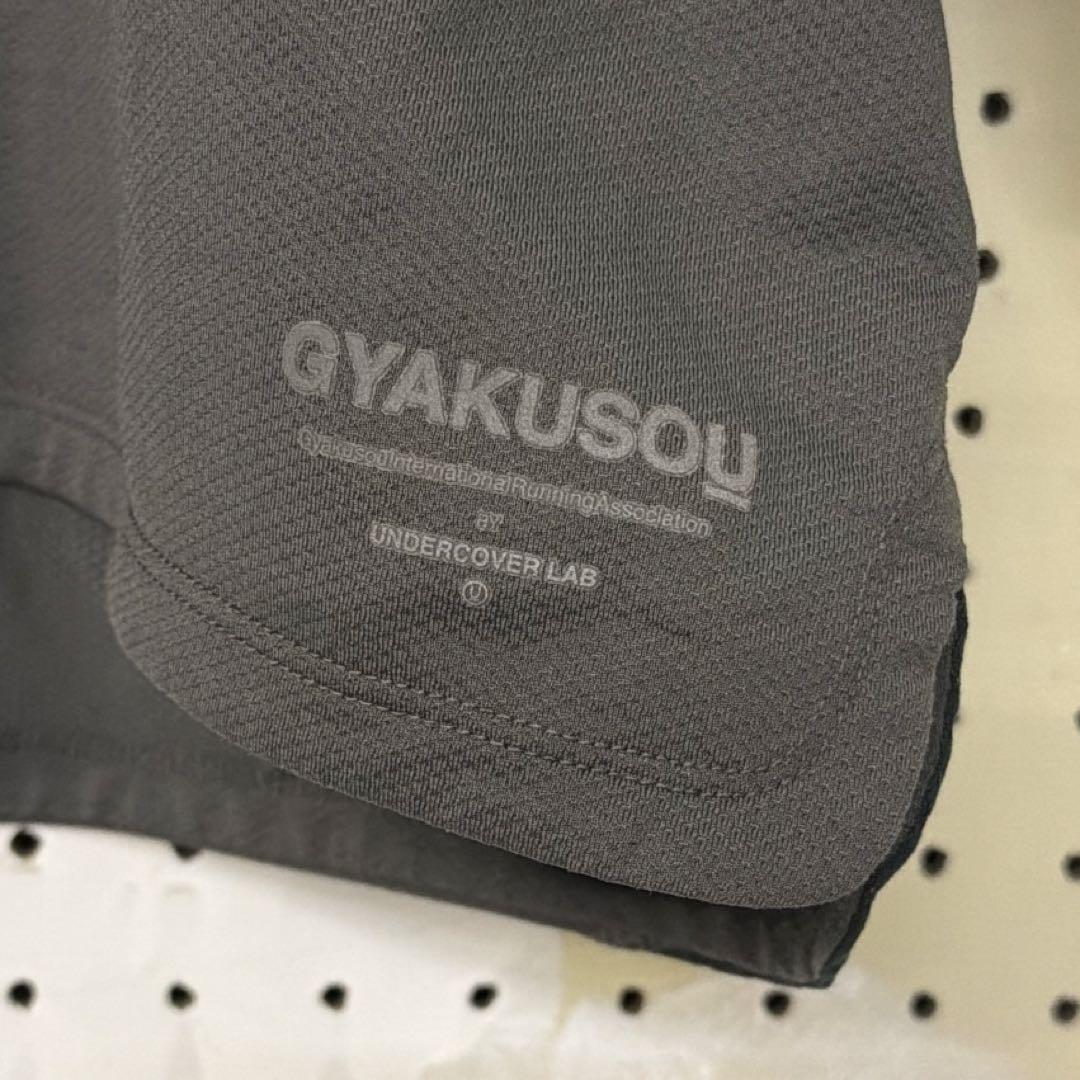 GYAKUSOU
GyakusouInternationalRunningAssociation
BY
UNDERCOVER LAB
U